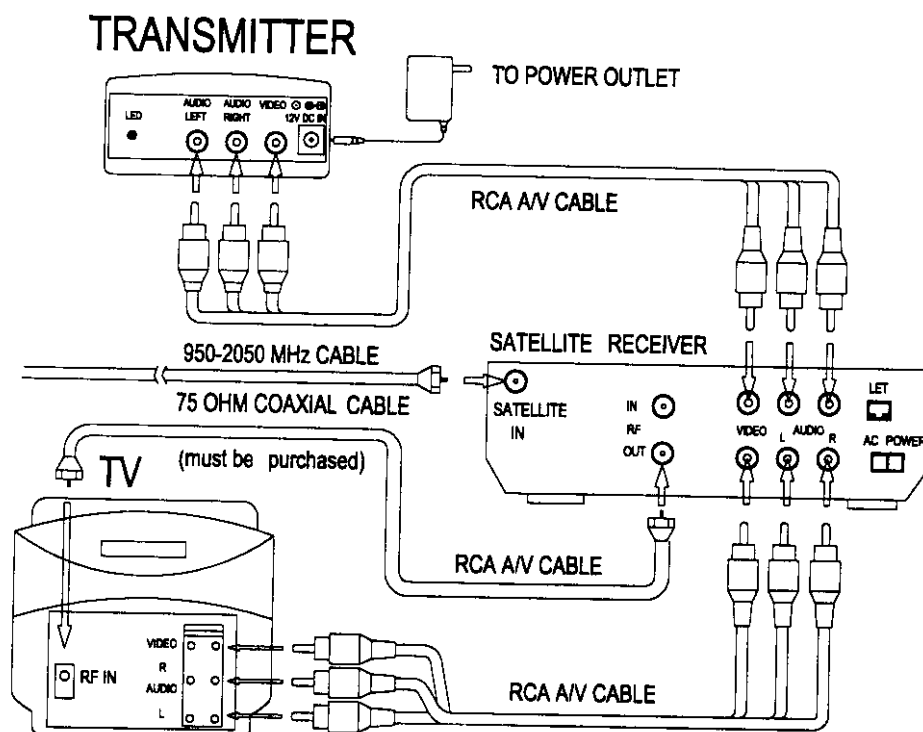 TRANSMITTER
TO POWER OUTLET
LED
AUDIO LEFT
AUDIO RIGHT
VIDEO
12V DC IN
RCA A/V CABLE
950-2050 MHz CABLE
75 OHM COAXIAL CABLE
(must be purchased)
SATELLITE RECEIVER
SATELLITE IN
IN
RF
OUT
VIDEO
L AUDIO R
LET
AC POWER
TV
RCA A/V CABLE
RF IN
VIDEO
R
AUDIO
L
RCA A/V CABLE